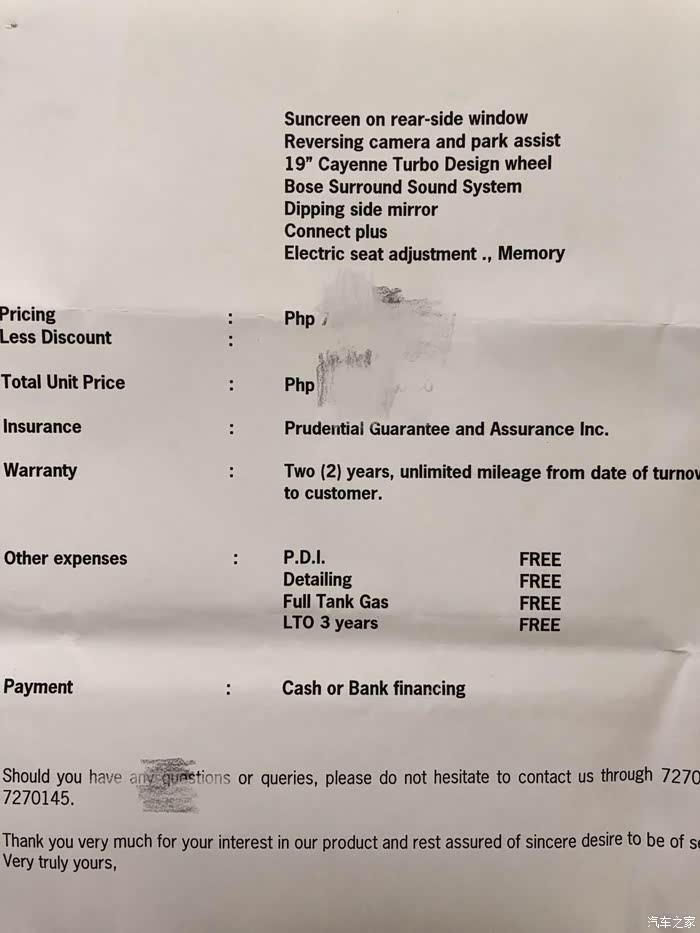 Suncreen on rear-side window
Reversing camera and park assist
19” Cayenne Turbo Design wheel
Bose Surround Sound System
Dipping side mirror
Connect plus
Electric seat adjustment ., Memory
Pricing : Php
Less Discount :
Total Unit Price : Php
Insurance : Prudential Guarantee and Assurance Inc.
Warranty : Two (2) years, unlimited mileage from date of turnov
to customer.
Other expenses : P.D.I. FREE
Detailing FREE
Full Tank Gas FREE
LTO 3 years FREE
Payment : Cash or Bank financing
Should you have any questions or queries, please do not hesitate to contact us through 7270
7270145.
Thank you very much for your interest in our product and rest assured of sincere desire to be of se
Very truly yours,
汽车之家